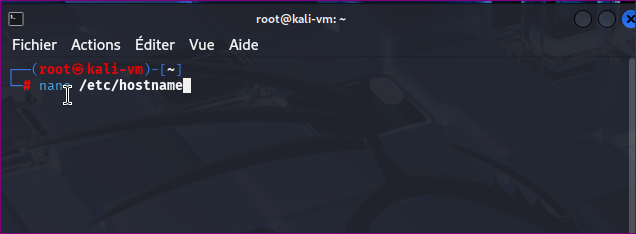 root@kali-vm: ~
Fichier Actions Éditer Vue Aide
┌──(root㉿kali-vm)-[~]
└─# nano /etc/hostname